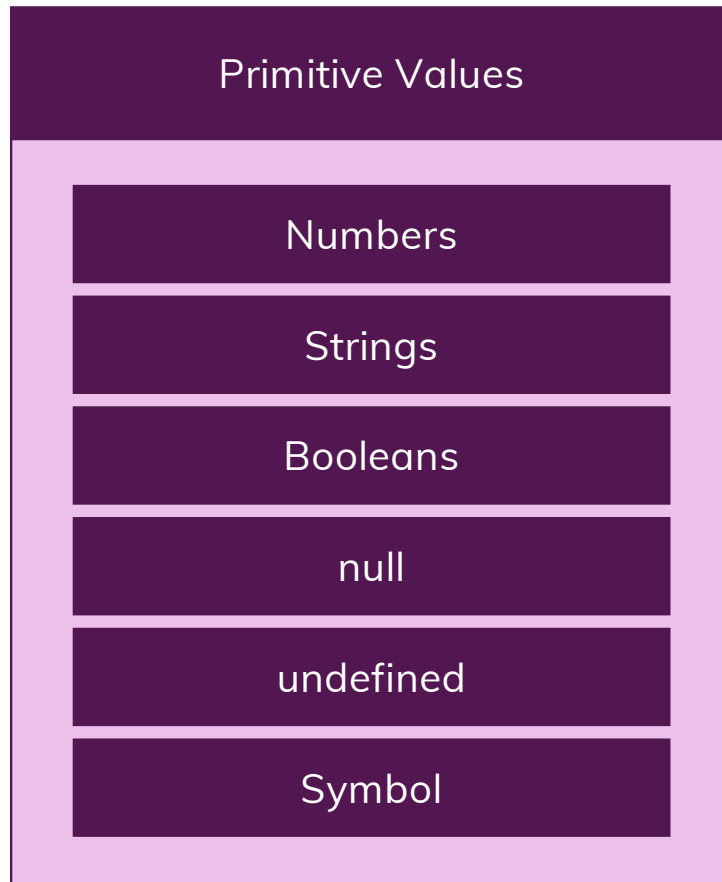 Primitive Values
Numbers
Strings
Booleans
null
undefined
Symbol